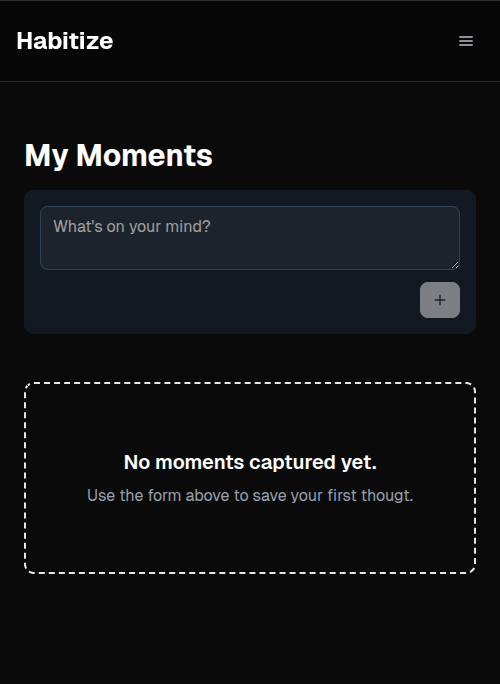 Habitize
My Moments
What's on your mind?
+
No moments captured yet.
Use the form above to save your first thougt.